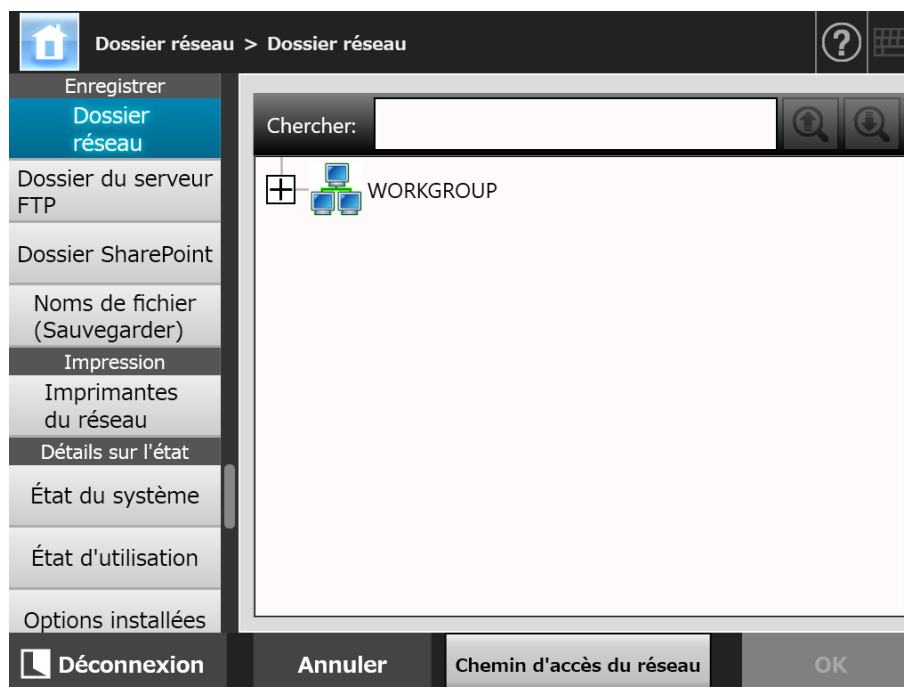 Dossier réseau > Dossier réseau
?
Enregistrer
Dossier
réseau
Dossier du serveur
FTP
Dossier SharePoint
Noms de fichier
(Sauvegarder)
Impression
Imprimantes
du réseau
Détails sur l'état
État du système
État d'utilisation
Options installées
Chercher:
WORKGROUP
Déconnexion
Annuler
Chemin d'accès du réseau
OK